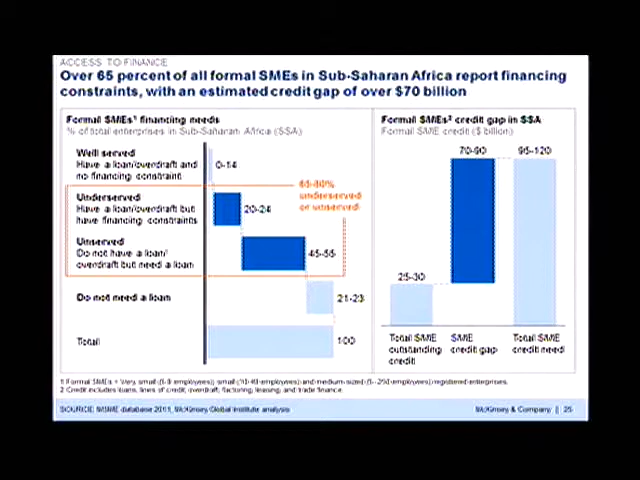 ACCESS TO FINANCE
Over 65 percent of all formal SMEs in Sub-Saharan Africa report financing
constraints, with an estimated credit gap of over $70 billion
Formal SMEs¹ financing needs
% of total enterprises in Sub-Saharan Africa (SSA)
Well served
Have a loan/overdraft and
no financing constraint
0-14
Underserved
Have a loan/overdraft but
have financing constraints
20-24
underserved
or unserved
Unserved
Do not have a loan/
overdraft but need a loan
45-55
Do not need a loan
21-23
Total
100
Formal SMEs² credit gap in SSA
Formal SME credit ($ billion)
25-30
70-90
95-120
Total SME
outstanding
credit
SME
credit gap
Total SME
credit need
1 Formal SMEs = Very small employees), small employees) and medium-sized employees) registered enterprises.
2 Credit includes loans, lines of credit, overdraft, factoring, leasing, and trade finance.
SOURCE: MSME database 2011, McKinsey Global Institute analysis
McKinsey & Company | 25